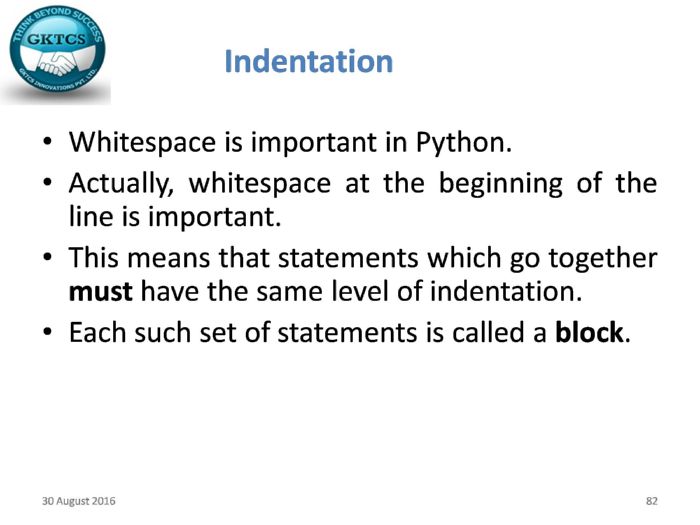 THINK BEYOND SUCCESS
GKTCS
GKTCS INNOVATIONS PVT. LTD.
Indentation
• Whitespace is important in Python.
• Actually, whitespace at the beginning of the
line is important.
• This means that statements which go together
must have the same level of indentation.
• Each such set of statements is called a block.
30 August 2016
82